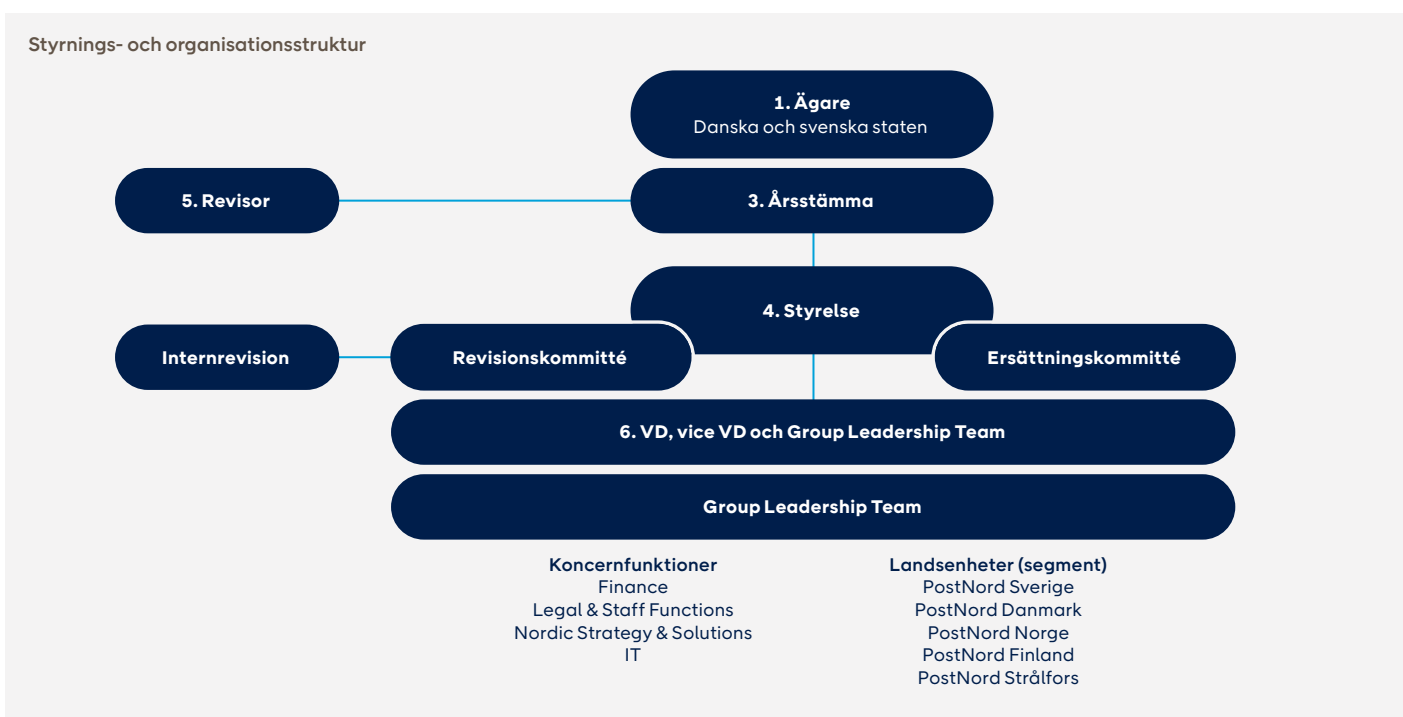 Styrnings- och organisationsstruktur
1. Ägare
Danska och svenska staten
5. Revisor
3. Årsstämma
4. Styrelse
Internrevision
Revisionskommitté
Ersättningskommitté
6. VD, vice VD och Group Leadership Team
Group Leadership Team
Koncernfunktioner
Finance
Legal & Staff Functions
Nordic Strategy & Solutions
IT
Landsenheter (segment)
PostNord Sverige
PostNord Danmark
PostNord Norge
PostNord Finland
PostNord Strålfors